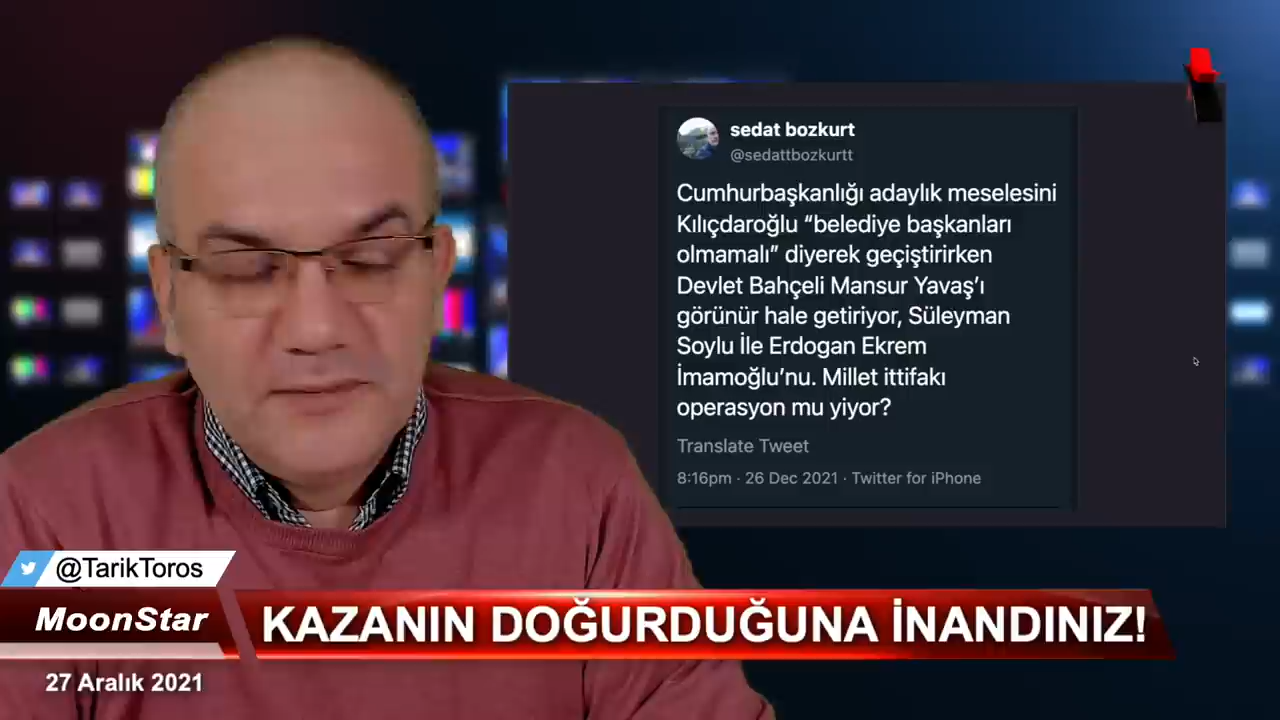 sedat bozkurt
@sedattbozkurtt
Cumhurbaşkanlığı adaylık meselesini
Kılıçdaroğlu “belediye başkanları
olmamalı” diyerek geçiştirirken
Devlet Bahçeli Mansur Yavaş’ı
görünür hale getiriyor, Süleyman
Soylu İle Erdogan Ekrem
İmamoğlu’nu. Millet ittifakı
operasyon mu yiyor?
Translate Tweet
8:16pm · 26 Dec 2021 · Twitter for iPhone
@TarikToros
MoonStar
KAZANIN DOĞURDUĞUNA İNANDINIZ!
27 Aralık 2021